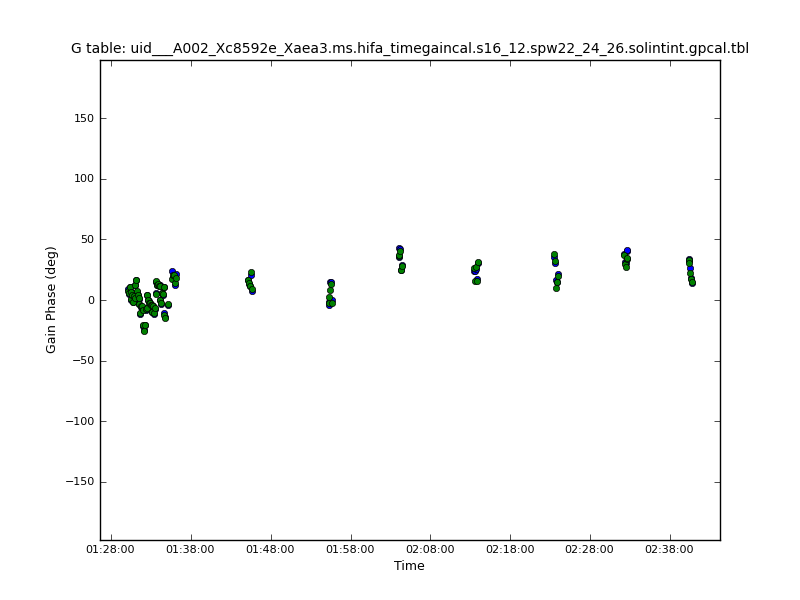 G table: uid___A002_Xc8592e_Xaea3.ms.hifa_timegaincal.s16_12.spw22_24_26.solintint.gpcal.tbl
Gain Phase (deg)
150
100
50
0
−50
−100
−150
01:28:00 01:38:00 01:48:00 01:58:00 02:08:00 02:18:00 02:28:00 02:38:00
Time